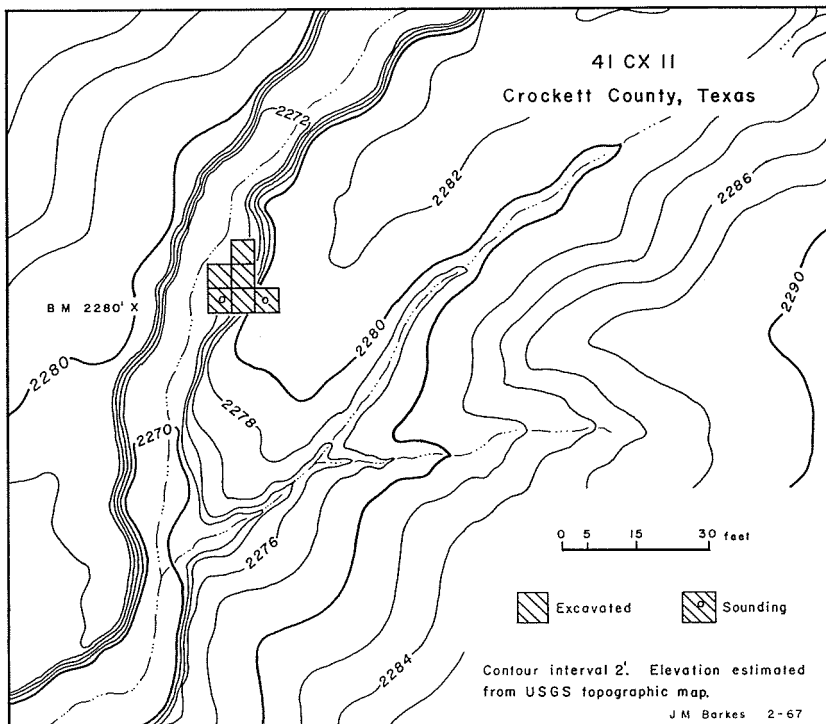 41 CX 11
Crockett County, Texas
2272
2282
2286
2290
BM 2280' X
2280
2280
2278
2270
2276
2284
0 5 15 30 feet
Excavated
Sounding
Contour interval 2'. Elevation estimated
from USGS topographic map.
J M Barkes 2-67